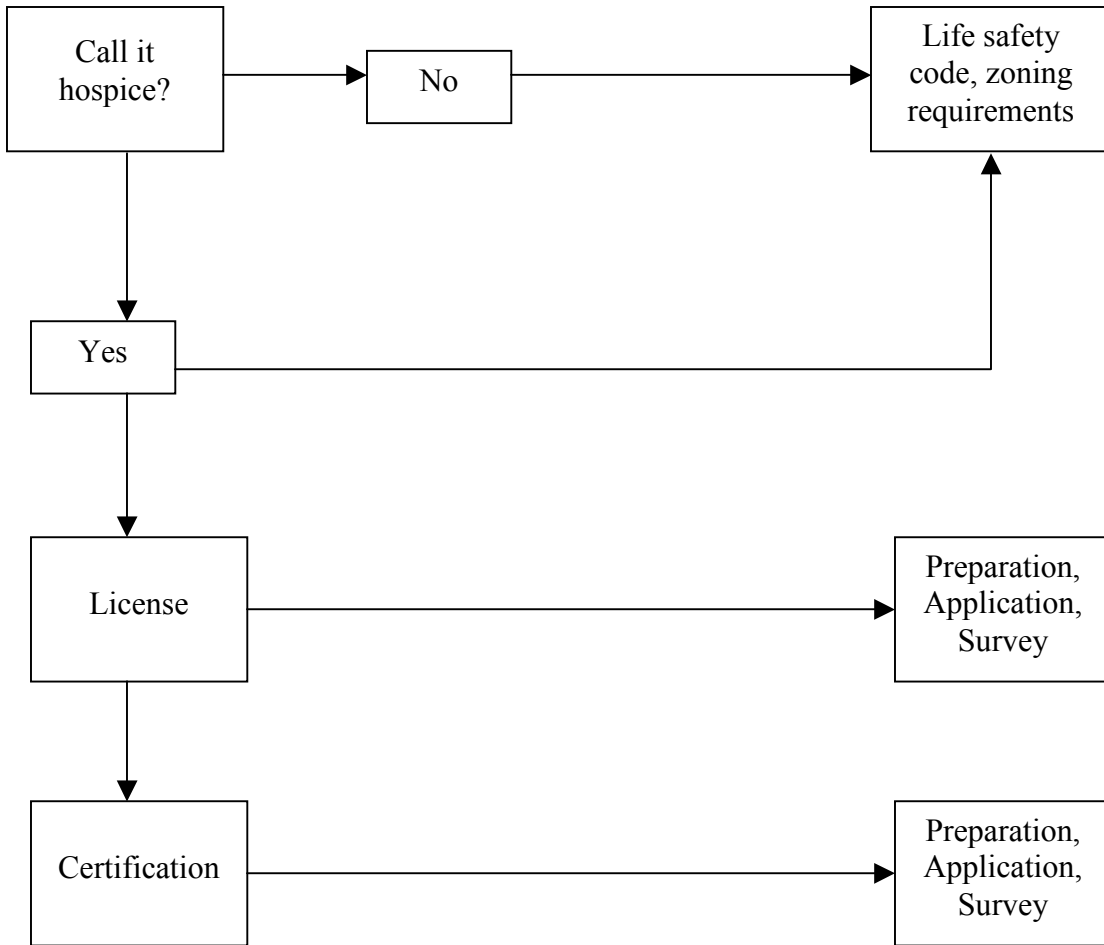 Call it
hospice?
No
Life safety
code, zoning
requirements
Yes
License
Preparation,
Application,
Survey
Certification
Preparation,
Application,
Survey